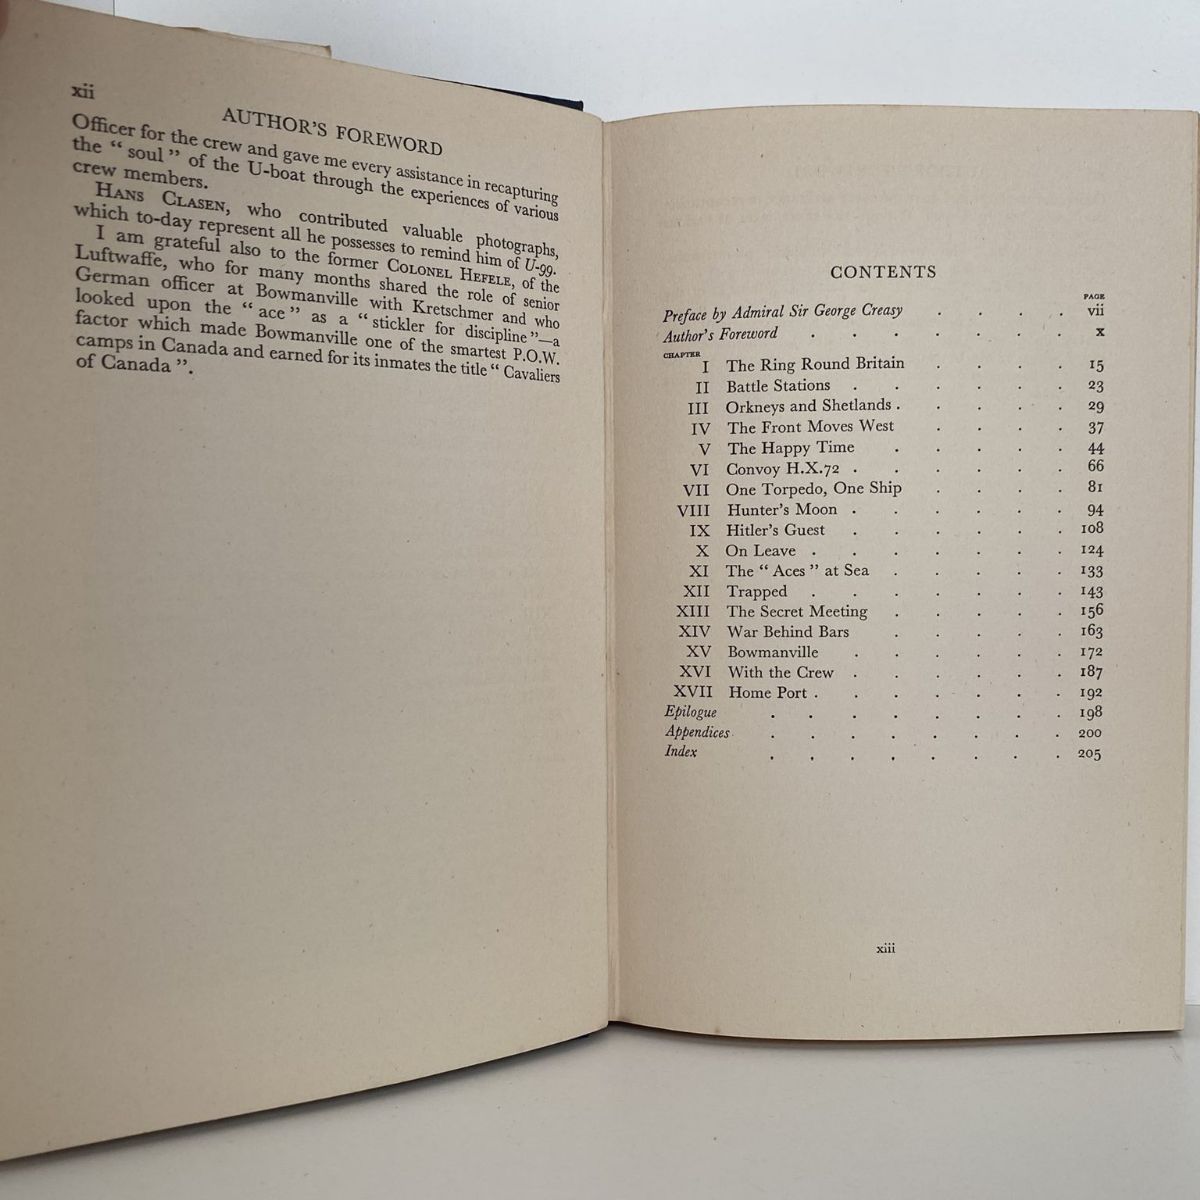 xii
AUTHOR'S FOREWORD
Officer for the crew and gave me every assistance in recapturing
the “ soul ” of the U-boat through the experiences of various
crew members.
HANS CLASEN, who contributed valuable photographs,
which to-day represent all he possesses to remind him of U-99.
I am grateful also to the former COLONEL HEFELE, of the
Luftwaffe, who for many months shared the role of senior
German officer at Bowmanville with Kretschmer and who
looked upon the “ ace ” as a “ stickler for discipline ”—a
factor which made Bowmanville one of the smartest P.O.W.
camps in Canada and earned for its inmates the title “ Cavaliers
of Canada ”.
CONTENTS
PAGE
Preface by Admiral Sir George Creasy . . . . vii
Author's Foreword . . . . . . . x
CHAPTER
I The Ring Round Britain . . . . 15
II Battle Stations . . . . . . 23
III Orkneys and Shetlands . . . . . 29
IV The Front Moves West . . . . 37
V The Happy Time . . . . . 44
VI Convoy H.X.72 . . . . . . 66
VII One Torpedo, One Ship . . . . 81
VIII Hunter's Moon . . . . . . 94
IX Hitler's Guest . . . . . . 108
X On Leave . . . . . . . 124
XI The “ Aces ” at Sea . . . . . 133
XII Trapped . . . . . . . 143
XIII The Secret Meeting . . . . . 156
XIV War Behind Bars . . . . . 163
XV Bowmanville . . . . . . 172
XVI With the Crew . . . . . . 187
XVII Home Port . . . . . . . 192
Epilogue . . . . . . . . 198
Appendices . . . . . . . . 200
Index . . . . . . . . 205
xiii